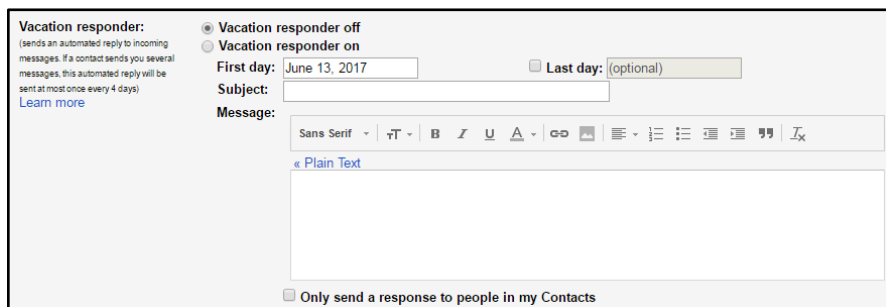 Vacation responder:
(sends an automated reply to incoming
messages. If a contact sends you several
messages, this automated reply will be
sent at most once every 4 days)
Learn more
Vacation responder off
Vacation responder on
First day: June 13, 2017 Last day: (optional)
Subject:
Message:
Sans Serif TT B I U A Tx
« Plain Text
Only send a response to people in my Contacts